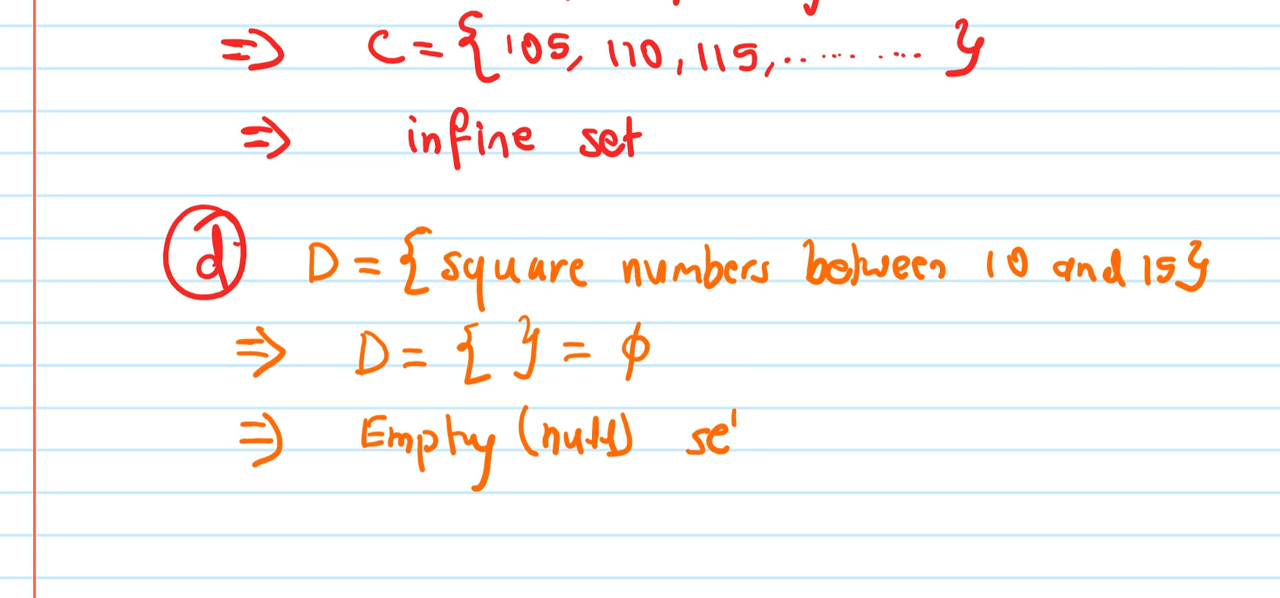 => C = { 105, 110, 115, ........ }
=> infine set
(d) D = { square numbers between 10 and 15 }
=> D = { } = ϕ
=> Empty (null) se'